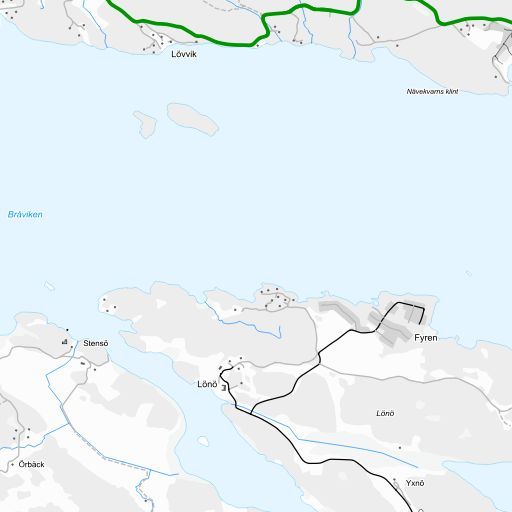 Lövvik
Nävekvarns klint
Bråviken
Stensö
Fyren
Lönö
Lönö
Örbäck
Yxnö